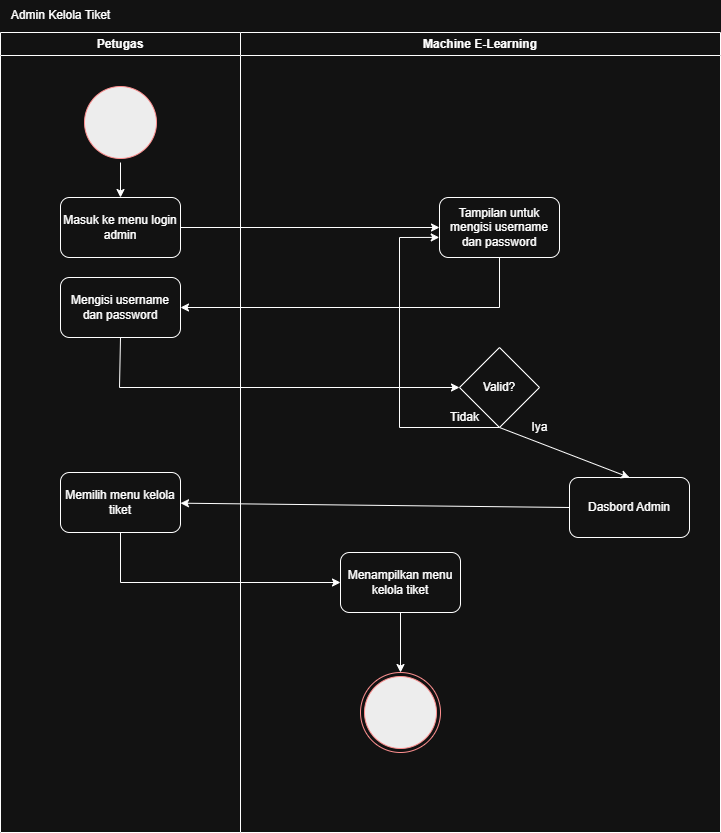 Admin Kelola Tiket
Petugas
Machine E-Learning
Masuk ke menu login
admin
Tampilan untuk
mengisi username
dan password
Mengisi username
dan password
Valid?
Tidak
Iya
Memilih menu kelola
tiket
Dasbord Admin
Menampilkan menu
kelola tiket